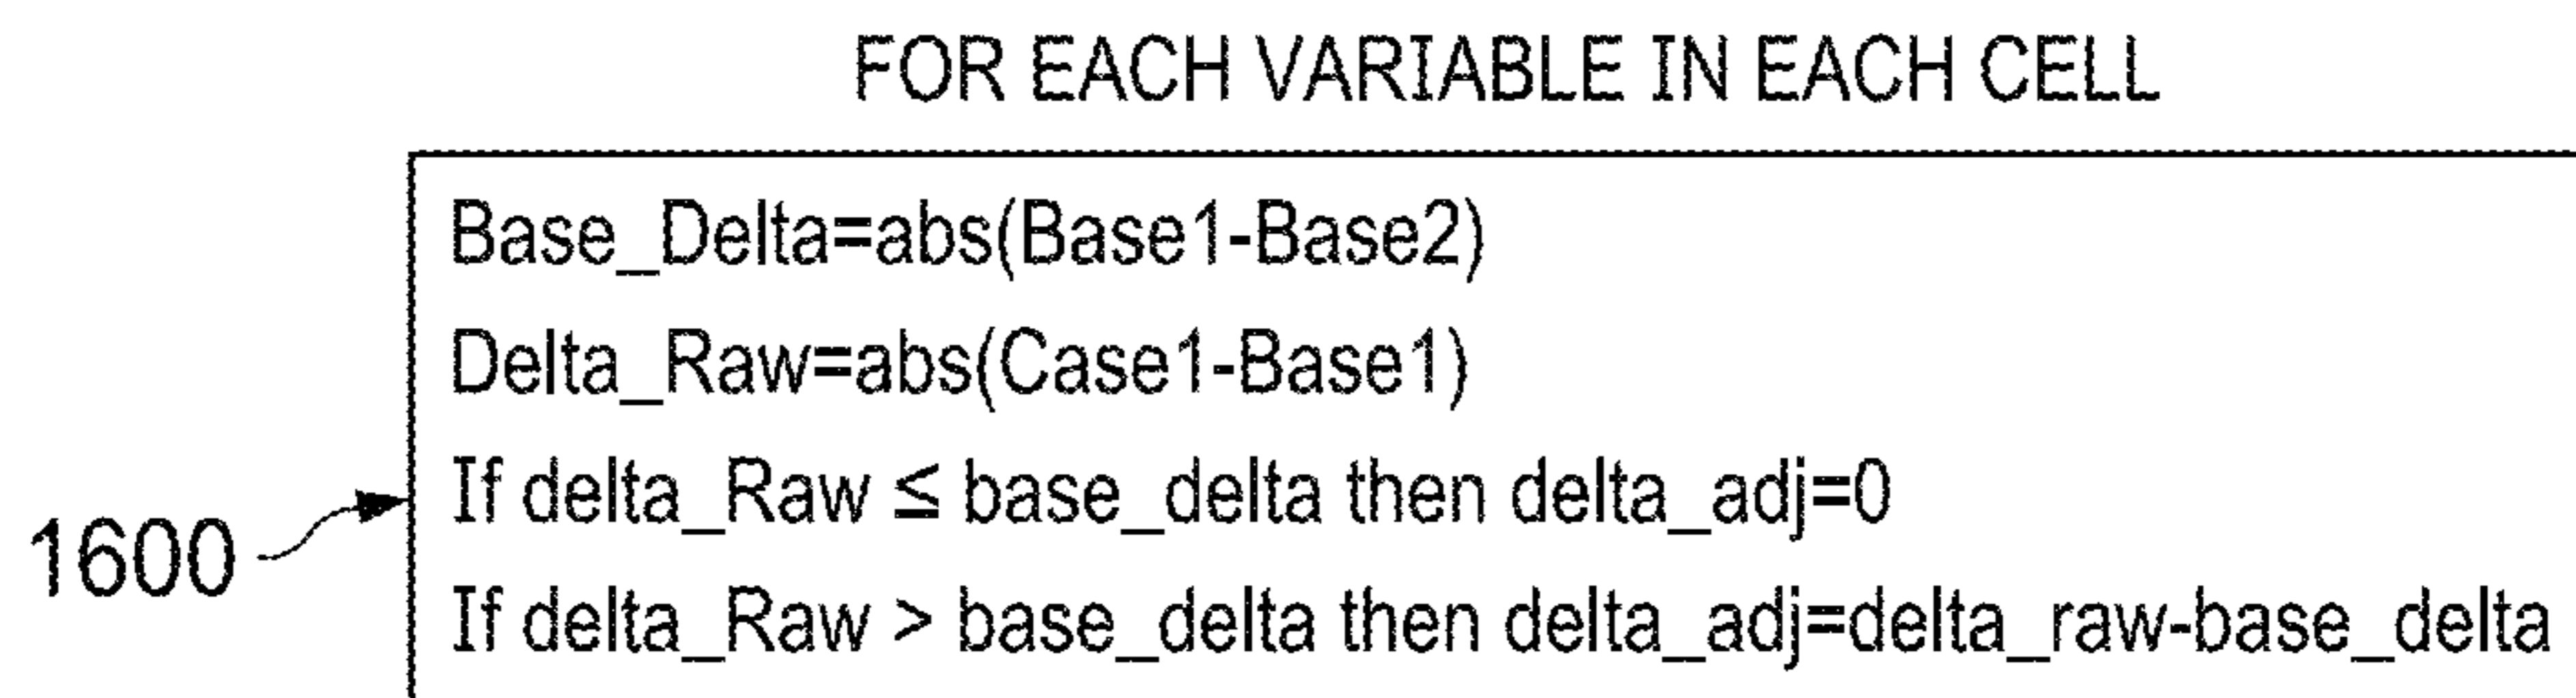 FOR EACH VARIABLE IN EACH CELL
Base_Delta=abs(Base1-Base2)
Delta_Raw=abs(Case1-Base1)
If delta_Raw ≤ base_delta then delta_adj=0
1600
If delta_Raw > base_delta then delta_adj=delta_raw-base_delta